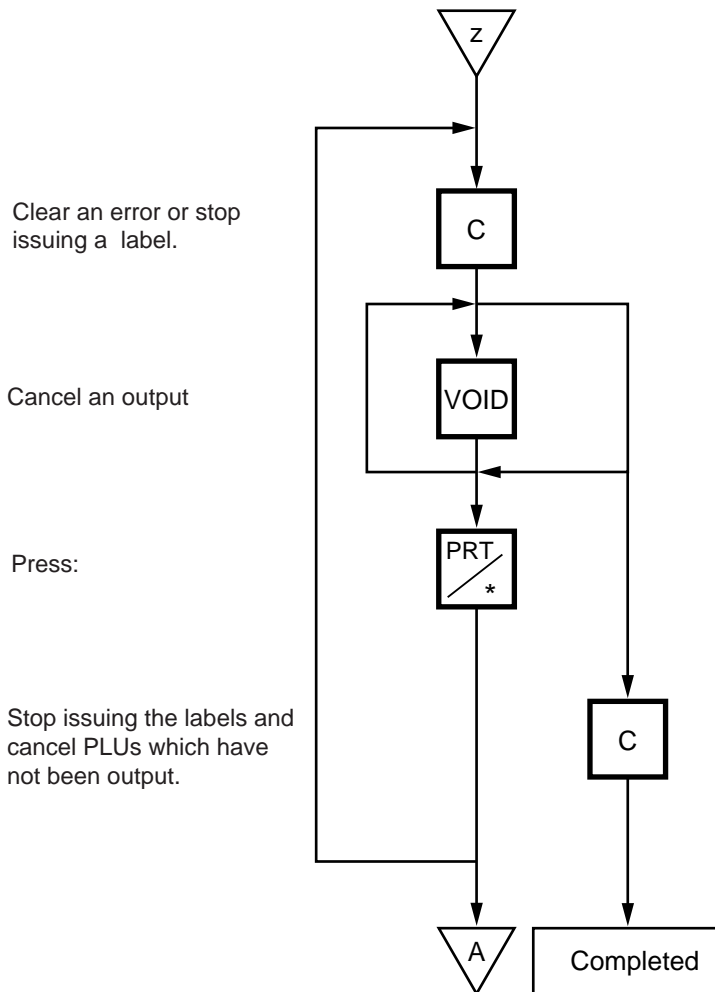 z
Clear an error or stop
issuing a label.
C
Cancel an output
VOID
Press:
PRT
*
Stop issuing the labels and
cancel PLUs which have
not been output.
C
A
Completed